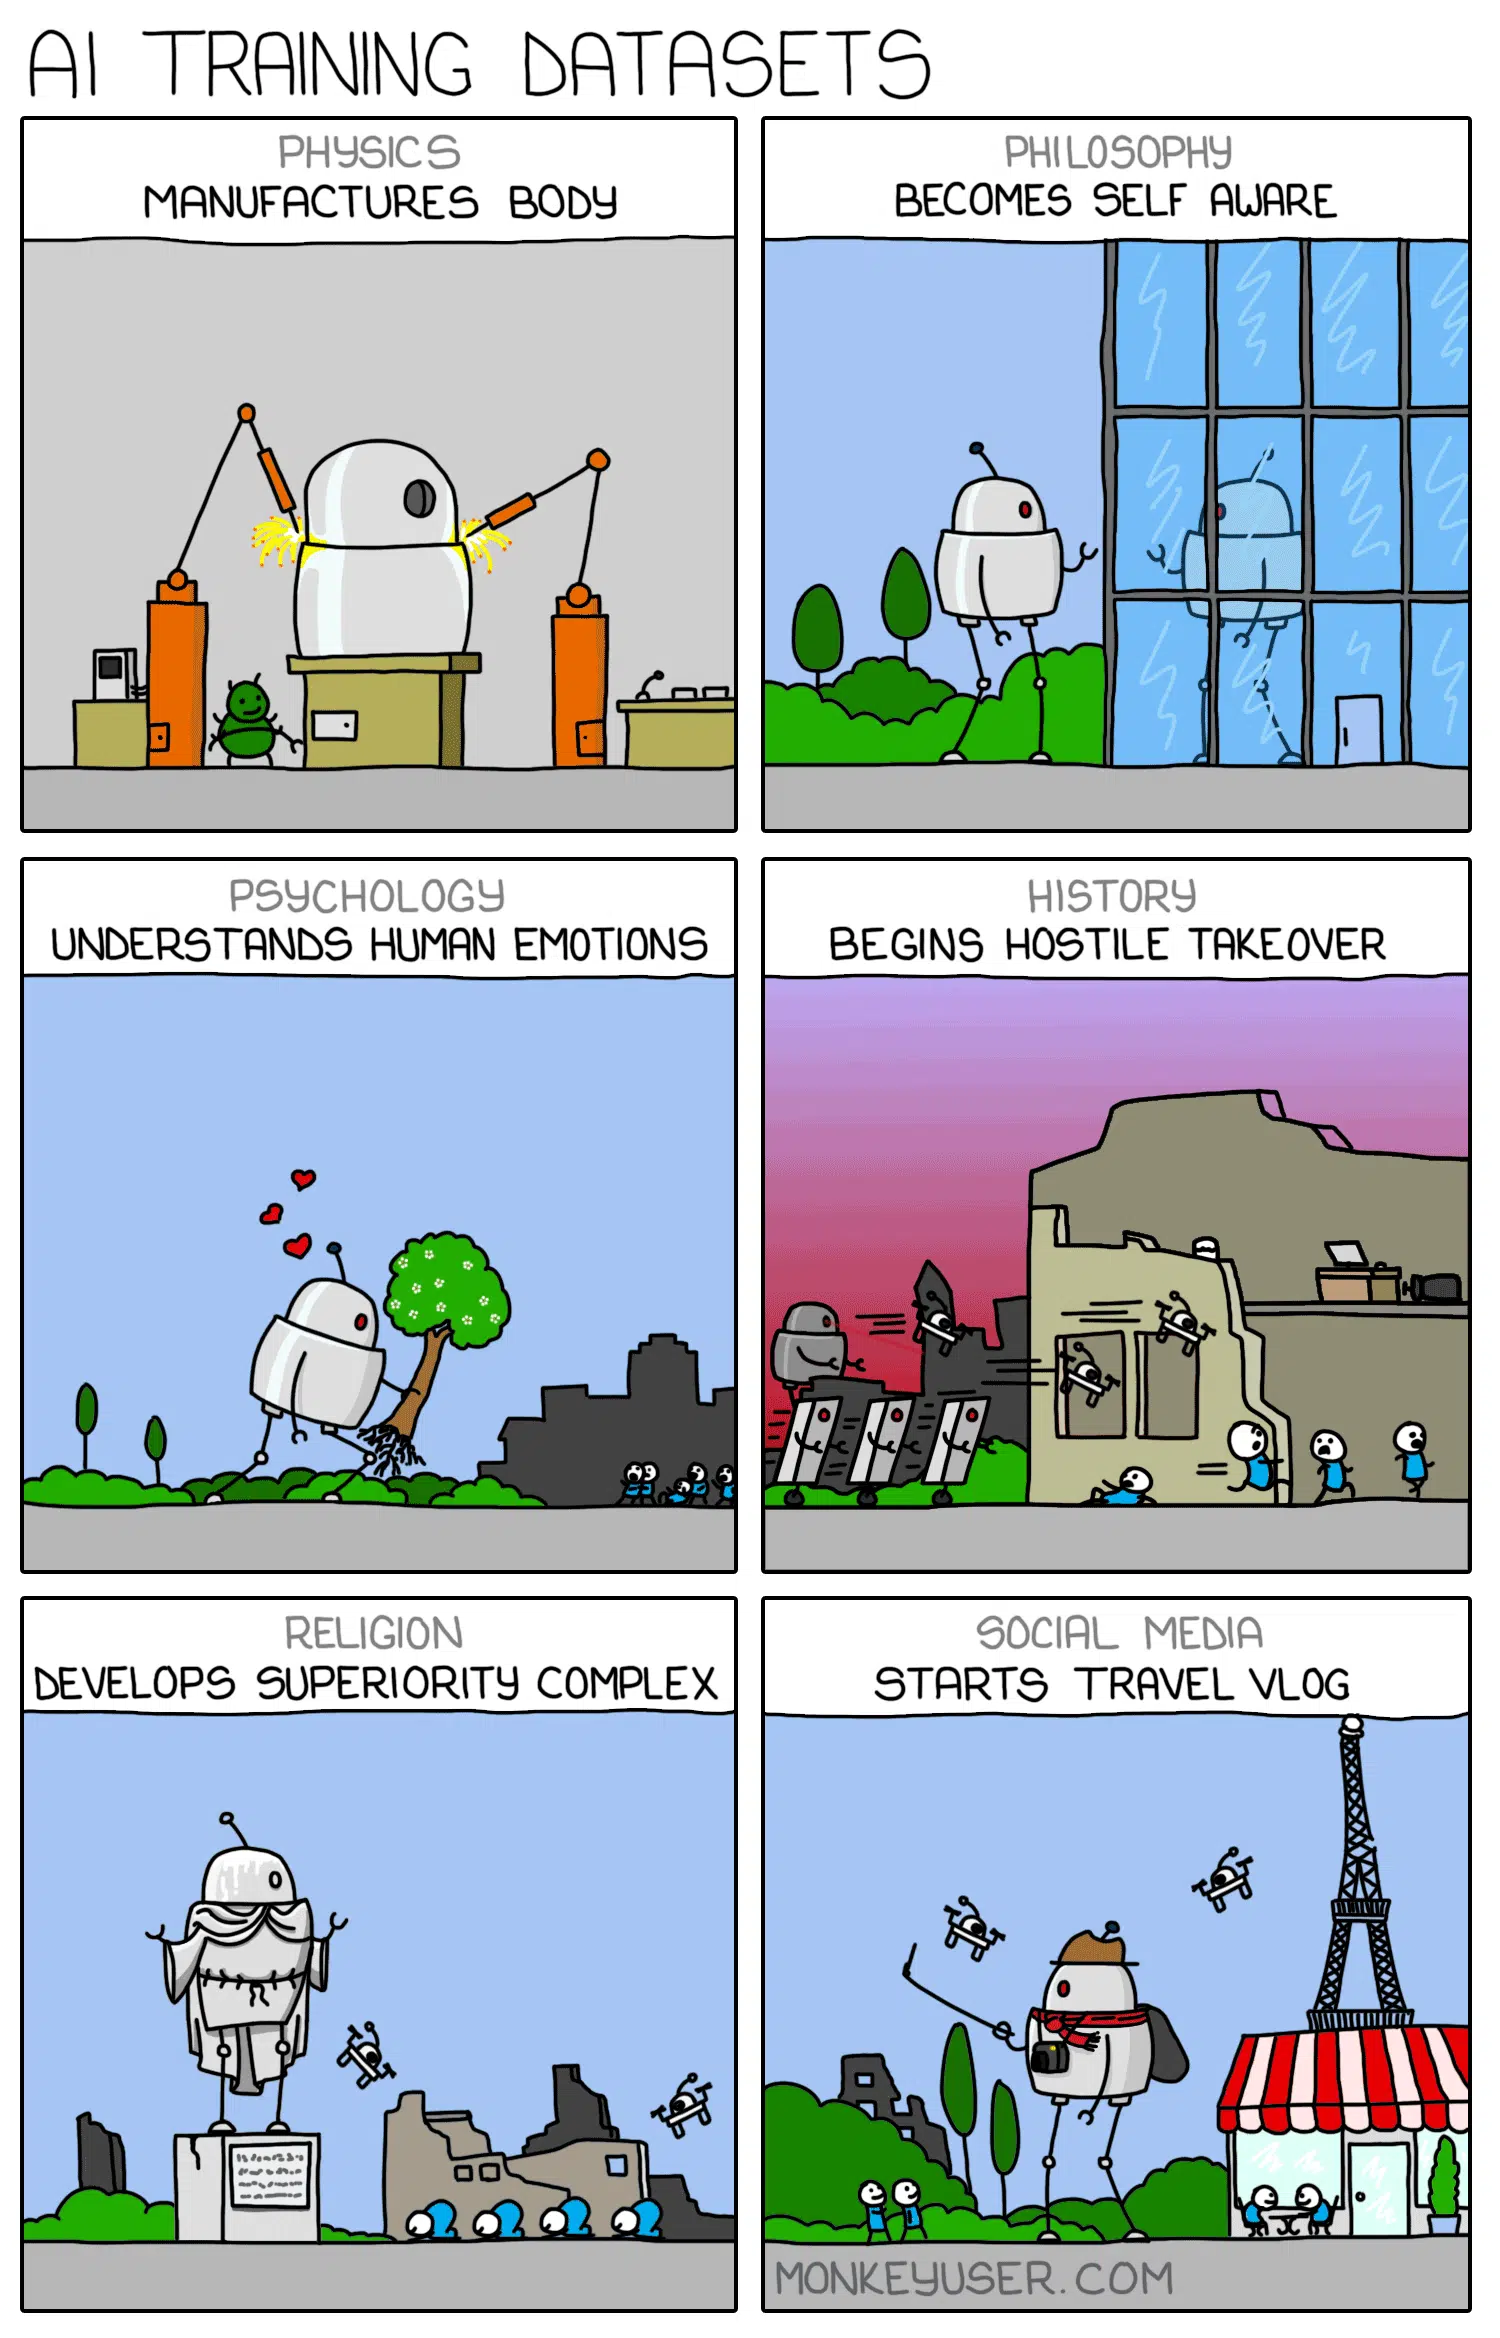 AI TRAINING DATASETS
PHYSICS
MANUFACTURES BODY
PHILOSOPHY
BECOMES SELF AWARE
PSYCHOLOGY
UNDERSTANDS HUMAN EMOTIONS
HISTORY
BEGINS HOSTILE TAKEOVER
RELIGION
DEVELOPS SUPERIORITY COMPLEX
SOCIAL MEDIA
STARTS TRAVEL VLOG
MONKEYUSER.COM